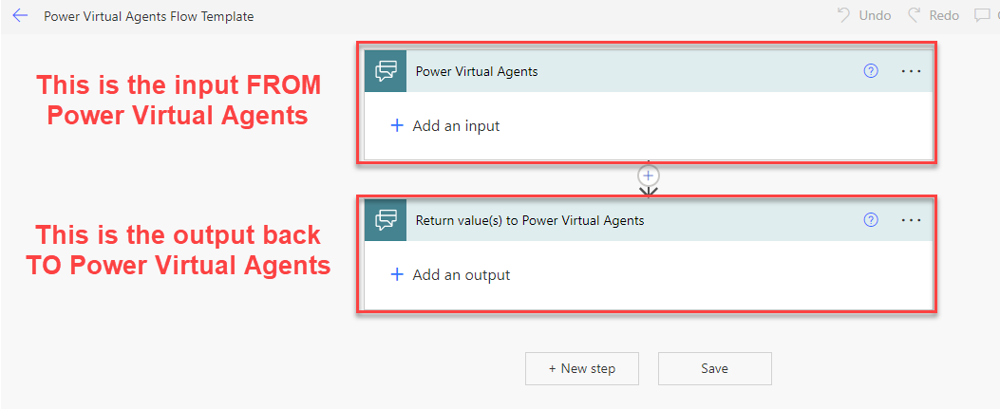 Power Virtual Agents Flow Template
Undo
Redo
This is the input FROM
Power Virtual Agents
Power Virtual Agents
?
...
+ Add an input
+
This is the output back
TO Power Virtual Agents
Return value(s) to Power Virtual Agents
?
...
+ Add an output
+ New step
Save